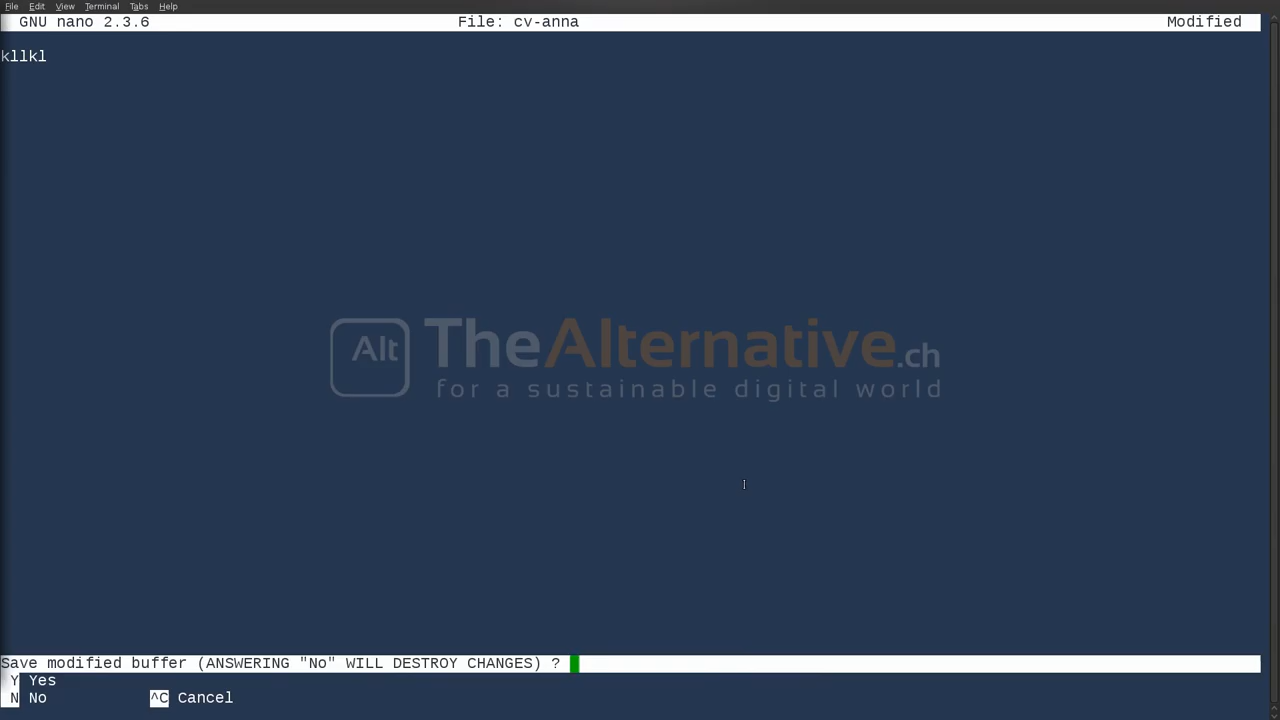 File Edit View Terminal Tabs Help
GNU nano 2.3.6 File: cv-anna Modified
kllkl
Alt TheAlternative.ch
for a sustainable digital world
Save modified buffer (ANSWERING "No" WILL DESTROY CHANGES) ?
Y Yes
N No ^C Cancel